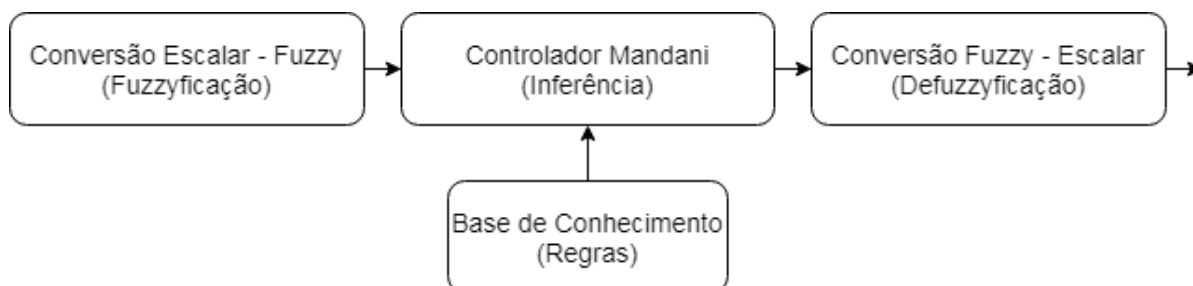 Conversão Escalar - Fuzzy
(Fuzzyficação)
Controlador Mandani
(Inferência)
Conversão Fuzzy - Escalar
(Defuzzyficação)
Base de Conhecimento
(Regras)